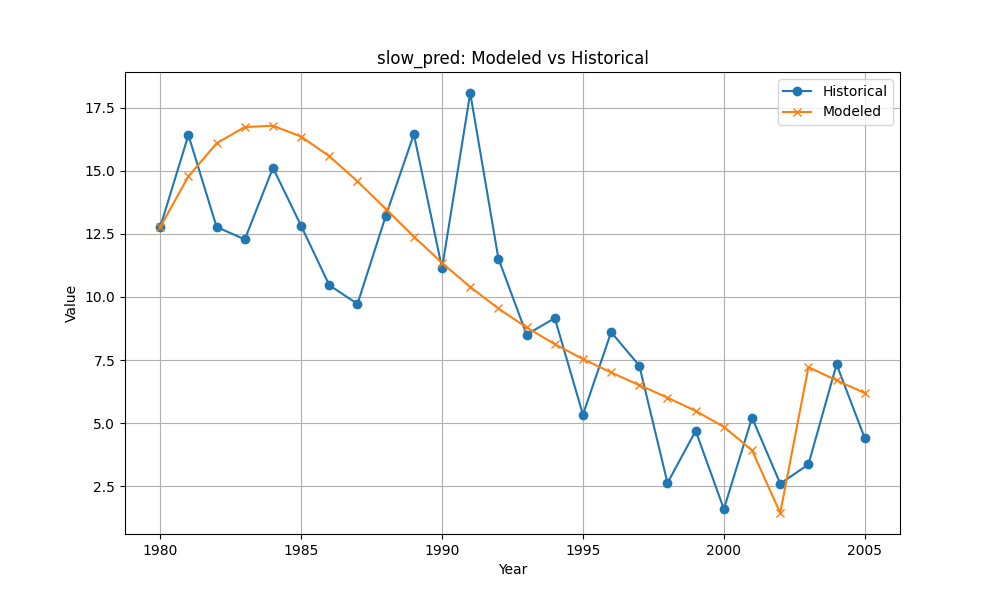 slow_pred: Modeled vs Historical
Historical
Modeled
Value
17.5
15.0
12.5
10.0
7.5
5.0
2.5
1980
1985
1990
1995
2000
2005
Year